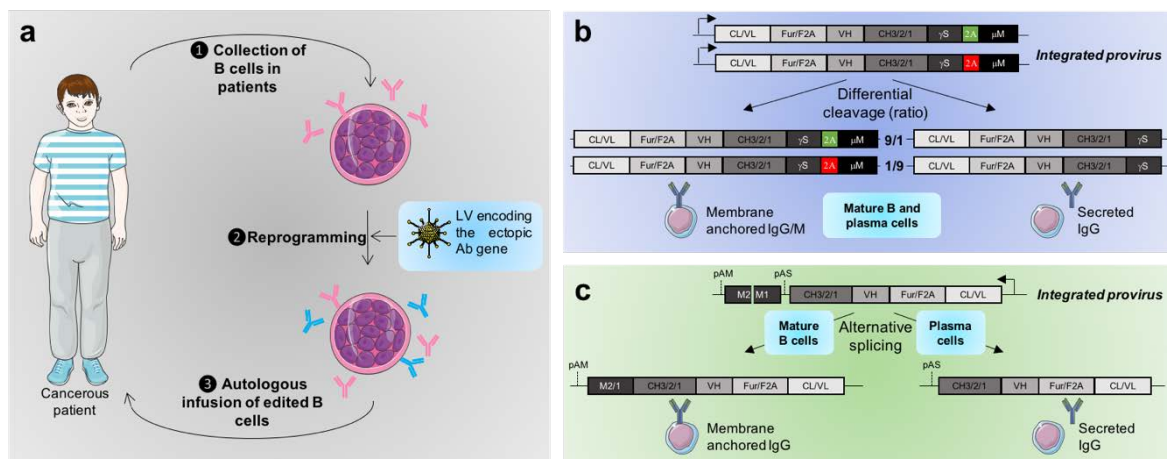 a
1 Collection of
B cells in
patients
2 Reprogramming
LV encoding
the ectopic
Ab gene
3 Autologous
infusion of edited B
cells
Cancerous
patient
b
CL/VL Fur/F2A VH CH3/2/1 γS 2A μM
CL/VL Fur/F2A VH CH3/2/1 γS 2A μM
Integrated provirus
Differential
cleavage (ratio)
CL/VL Fur/F2A VH CH3/2/1 γS 2A μM 9/1 CL/VL Fur/F2A VH CH3/2/1 γS
CL/VL Fur/F2A VH CH3/2/1 γS 2A μM 1/9 CL/VL Fur/F2A VH CH3/2/1 γS
Membrane
anchored IgG/M
Mature B and
plasma cells
Secreted
IgG
c
pAM pAS
M2 M1 CH3/2/1 VH Fur/F2A CL/VL
Integrated provirus
Mature
B cells
Alternative
splicing
Plasma
cells
pAM
M2/1 CH3/2/1 VH Fur/F2A CL/VL
pAS
CH3/2/1 VH Fur/F2A CL/VL
Membrane
anchored IgG
Secreted
IgG